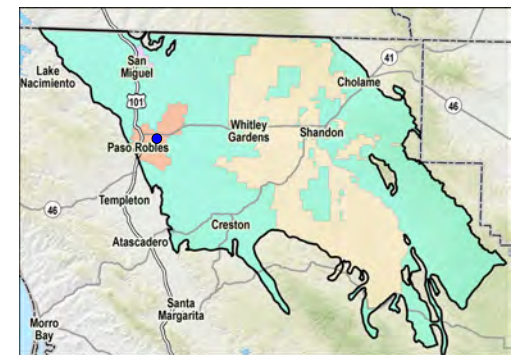 San
Miguel
Lake
Nacimiento
41
Cholame
101
46
Whitley
Gardens
Shandon
Paso Robles
Templeton
46
Creston
Atascadero
Santa
Margarita
Morro
Bay